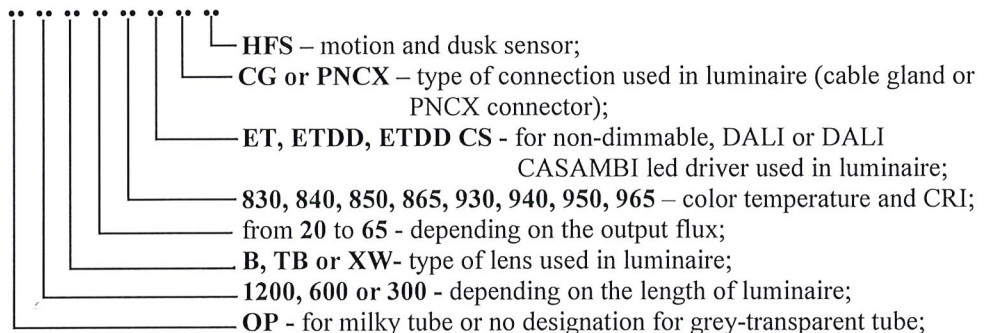 .. .. .. .. .. .. .. ..
HFS – motion and dusk sensor;
CG or PNCX – type of connection used in luminaire (cable gland or
PNCX connector);
ET, ETDD, ETDD CS - for non-dimmable, DALI or DALI
CASAMBI led driver used in luminaire;
830, 840, 850, 865, 930, 940, 950, 965 – color temperature and CRI;
from 20 to 65 - depending on the output flux;
B, TB or XW- type of lens used in luminaire;
1200, 600 or 300 - depending on the length of luminaire;
OP - for milky tube or no designation for grey-transparent tube;